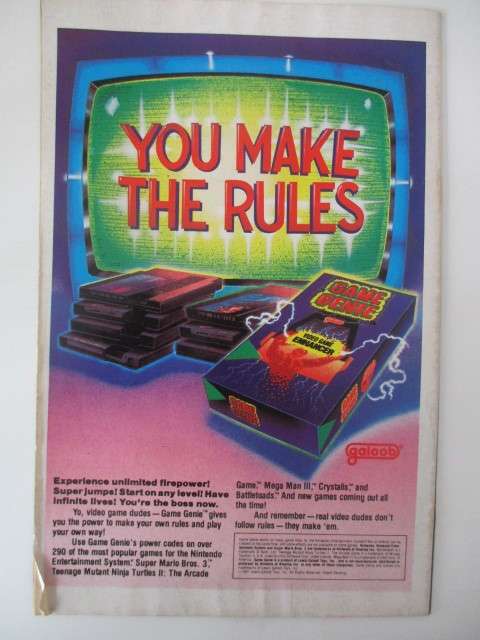 YOU MAKE
THE RULES
GAME
GENIE
galoob
VIDEO GAME
ENHANCER
GAME
GENIE
galoob®
Experience unlimited firepower!
Super jumps! Start on any level! Have
infinite lives! You're the boss now.
Yo, video game dudes — Game Genie™ gives
you the power to make your own rules and play
your own way!
Use Game Genie's power codes on over
290 of the most popular games for the Nintendo
Entertainment System®: Super Mario Bros. 3,®
Teenage Mutant Ninja Turtles II: The Arcade
Game,™ Mega Man III,™ Crystalis,™ and
Battletoads.™ And new games coming out all
the time!
And remember — real video dudes don't
follow rules — they make 'em.